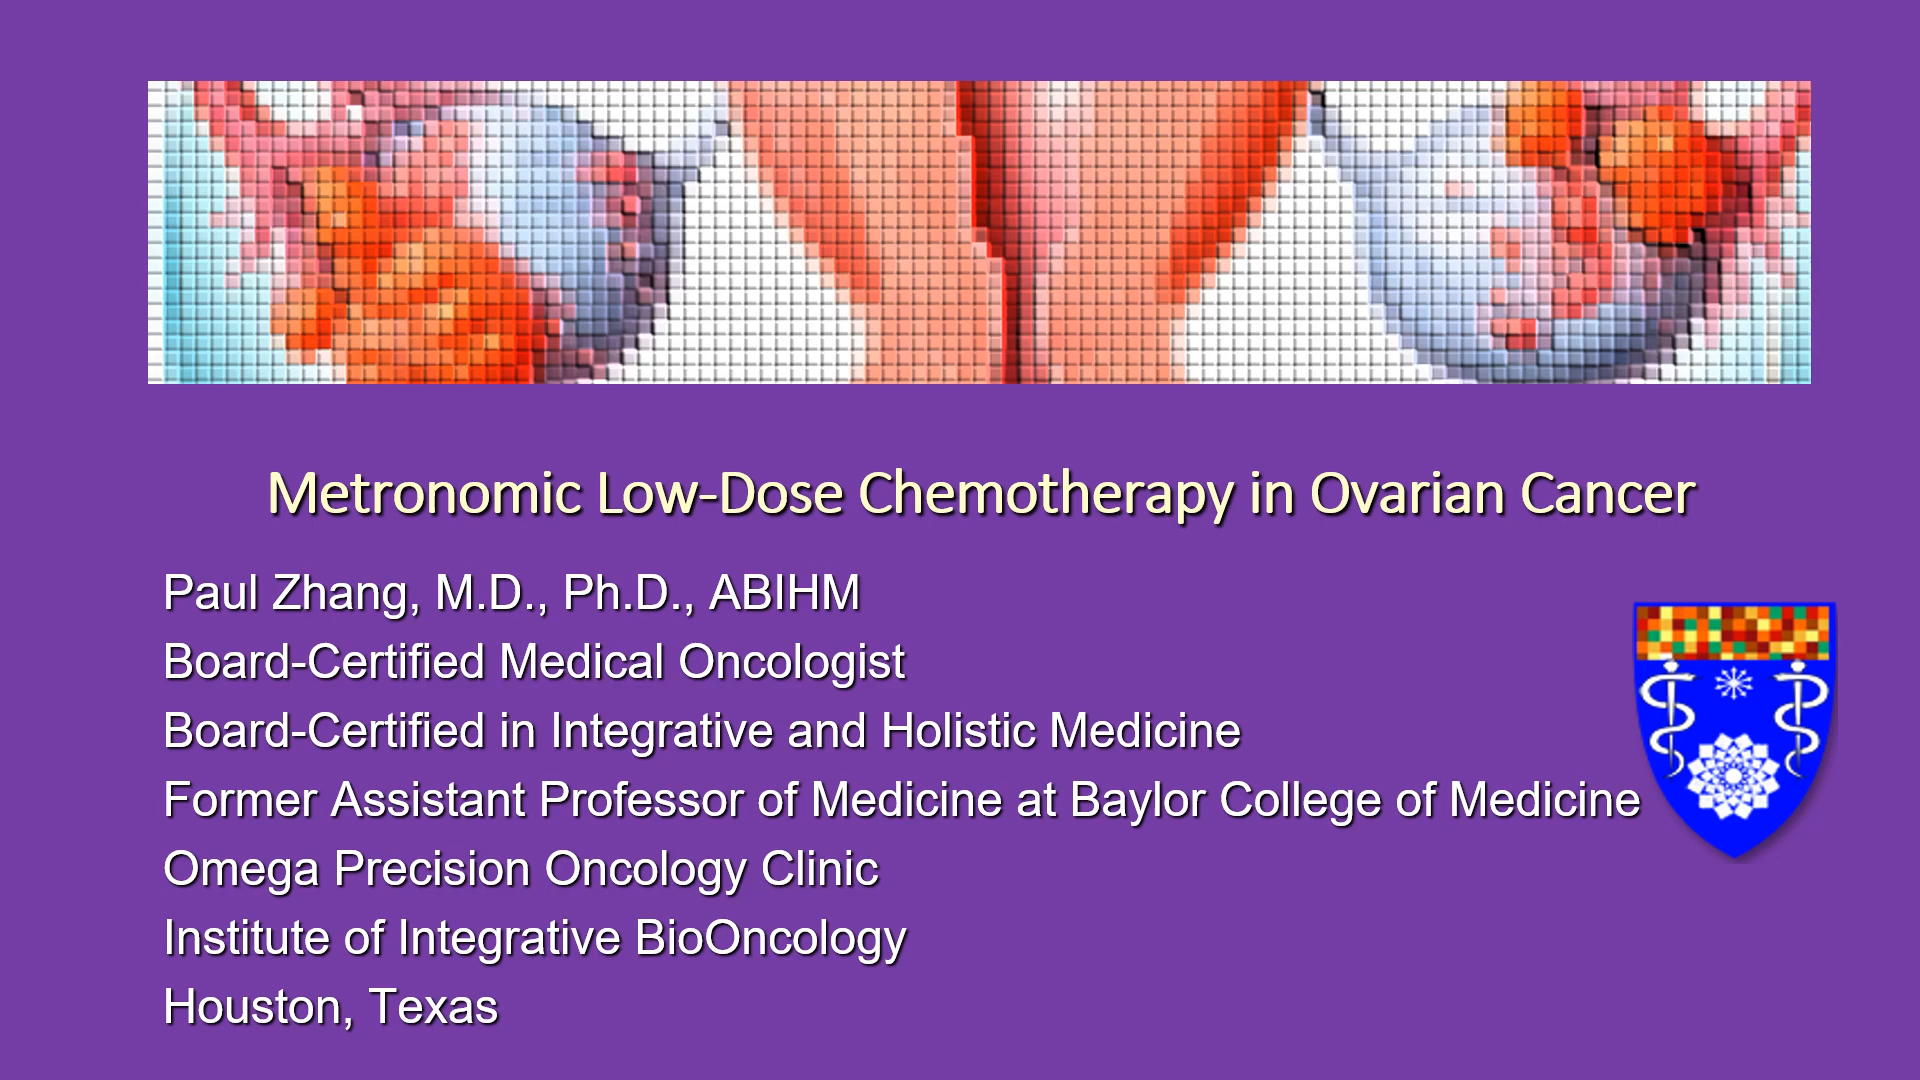 Metronomic Low-Dose Chemotherapy in Ovarian Cancer
Paul Zhang, M.D., Ph.D., ABIHM
Board-Certified Medical Oncologist
Board-Certified in Integrative and Holistic Medicine
Former Assistant Professor of Medicine at Baylor College of Medicine
Omega Precision Oncology Clinic
Institute of Integrative BioOncology
Houston, Texas